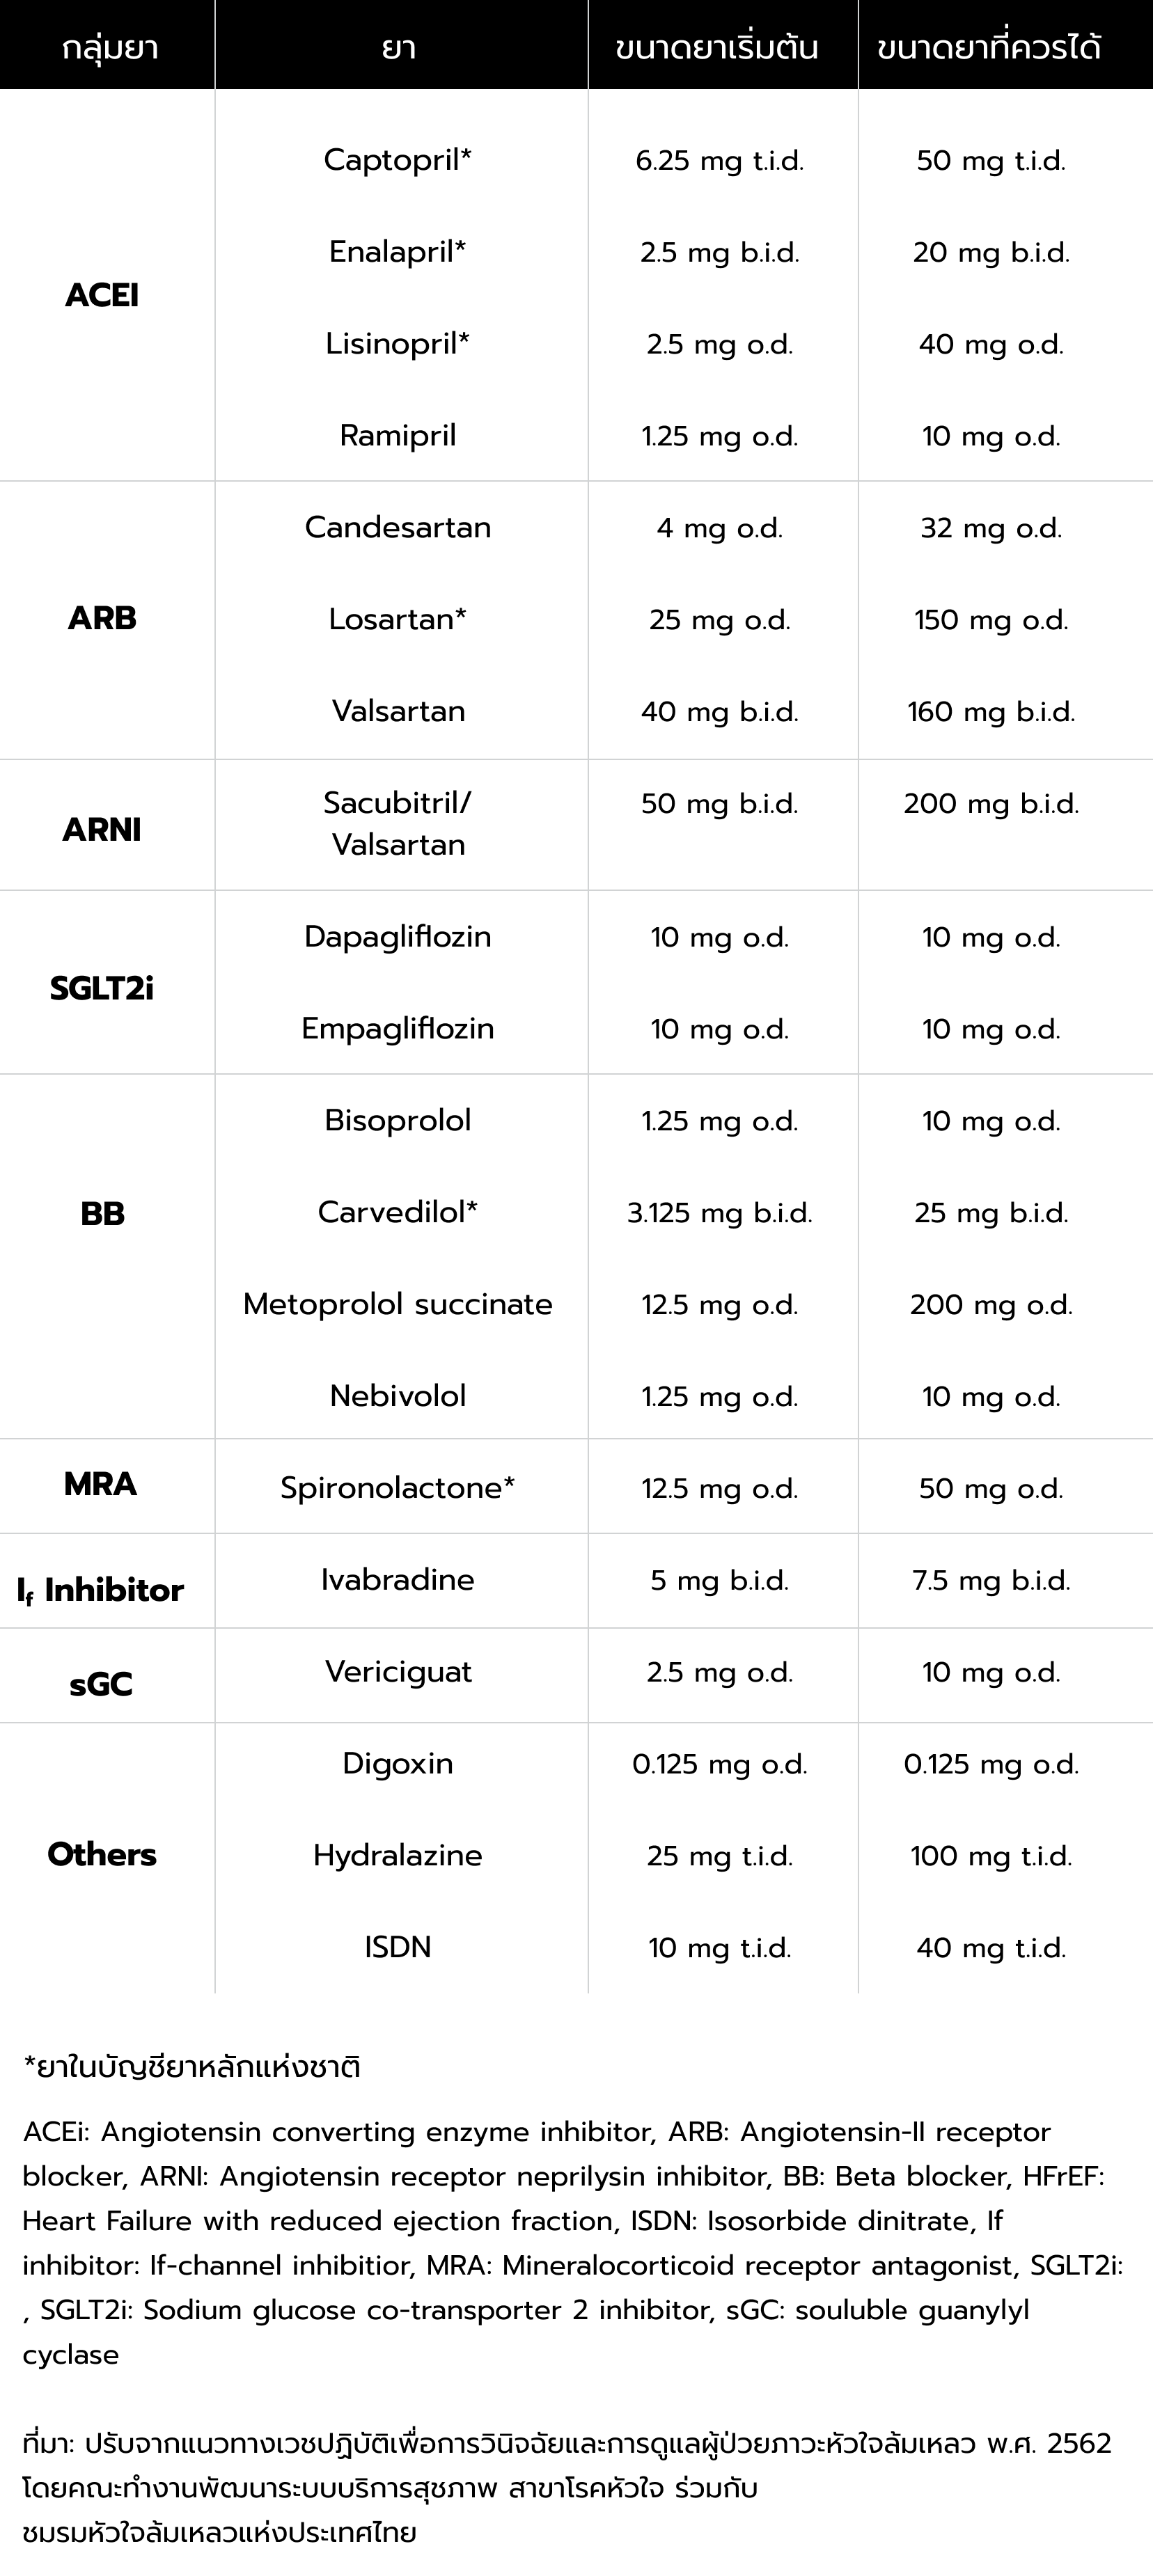 กลุ่มยา ยา ขนาดยาเริ่มต้น ขนาดยาที่ควรได้
Captopril* 6.25 mg t.i.d. 50 mg t.i.d.
Enalapril* 2.5 mg b.i.d. 20 mg b.i.d.
ACEI
Lisinopril* 2.5 mg o.d. 40 mg o.d.
Ramipril 1.25 mg o.d. 10 mg o.d.
Candesartan 4 mg o.d. 32 mg o.d.
ARB Losartan* 25 mg o.d. 150 mg o.d.
Valsartan 40 mg b.i.d. 160 mg b.i.d.
Sacubitril/ 50 mg b.i.d. 200 mg b.i.d.
ARNI
Valsartan
Dapagliflozin 10 mg o.d. 10 mg o.d.
SGLT2i
Empagliflozin 10 mg o.d. 10 mg o.d.
Bisoprolol 1.25 mg o.d. 10 mg o.d.
BB Carvedilol* 3.125 mg b.i.d. 25 mg b.i.d.
Metoprolol succinate 12.5 mg o.d. 200 mg o.d.
Nebivolol 1.25 mg o.d. 10 mg o.d.
MRA Spironolactone* 12.5 mg o.d. 50 mg o.d.
If Inhibitor Ivabradine 5 mg b.i.d. 7.5 mg b.i.d.
sGC Vericiguat 2.5 mg o.d. 10 mg o.d.
Digoxin 0.125 mg o.d. 0.125 mg o.d.
Others Hydralazine 25 mg t.i.d. 100 mg t.i.d.
ISDN 10 mg t.i.d. 40 mg t.i.d.
*ยาในบัญชียาหลักแห่งชาติ
ACEi: Angiotensin converting enzyme inhibitor, ARB: Angiotensin-II receptor
blocker, ARNI: Angiotensin receptor neprilysin inhibitor, BB: Beta blocker, HFrEF:
Heart Failure with reduced ejection fraction, ISDN: Isosorbide dinitrate, If
inhibitor: If-channel inhibitior, MRA: Mineralocorticoid receptor antagonist, SGLT2i:
, SGLT2i: Sodium glucose co-transporter 2 inhibitor, sGC: souluble guanylyl
cyclase
ที่มา: ปรับจากแนวทางเวชปฏิบัติเพื่อการวินิจฉัยและการดูแลผู้ป่วยภาวะหัวใจล้มเหลว พ.ศ. 2562
โดยคณะทำงานพัฒนาระบบบริการสุขภาพ สาขาโรคหัวใจ ร่วมกับ
ชมรมหัวใจล้มเหลวแห่งประเทศไทย